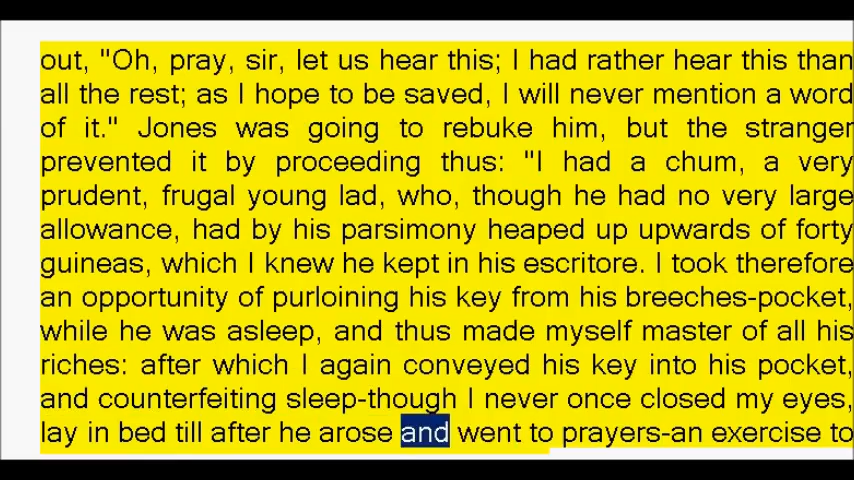 out, "Oh, pray, sir, let us hear this; I had rather hear this than
all the rest; as I hope to be saved, I will never mention a word
of it." Jones was going to rebuke him, but the stranger
prevented it by proceeding thus: "I had a chum, a very
prudent, frugal young lad, who, though he had no very large
allowance, had by his parsimony heaped up upwards of forty
guineas, which I knew he kept in his escritore. I took therefore
an opportunity of purloining his key from his breeches-pocket,
while he was asleep, and thus made myself master of all his
riches: after which I again conveyed his key into his pocket,
and counterfeiting sleep-though I never once closed my eyes,
lay in bed till after he arose and went to prayers-an exercise to